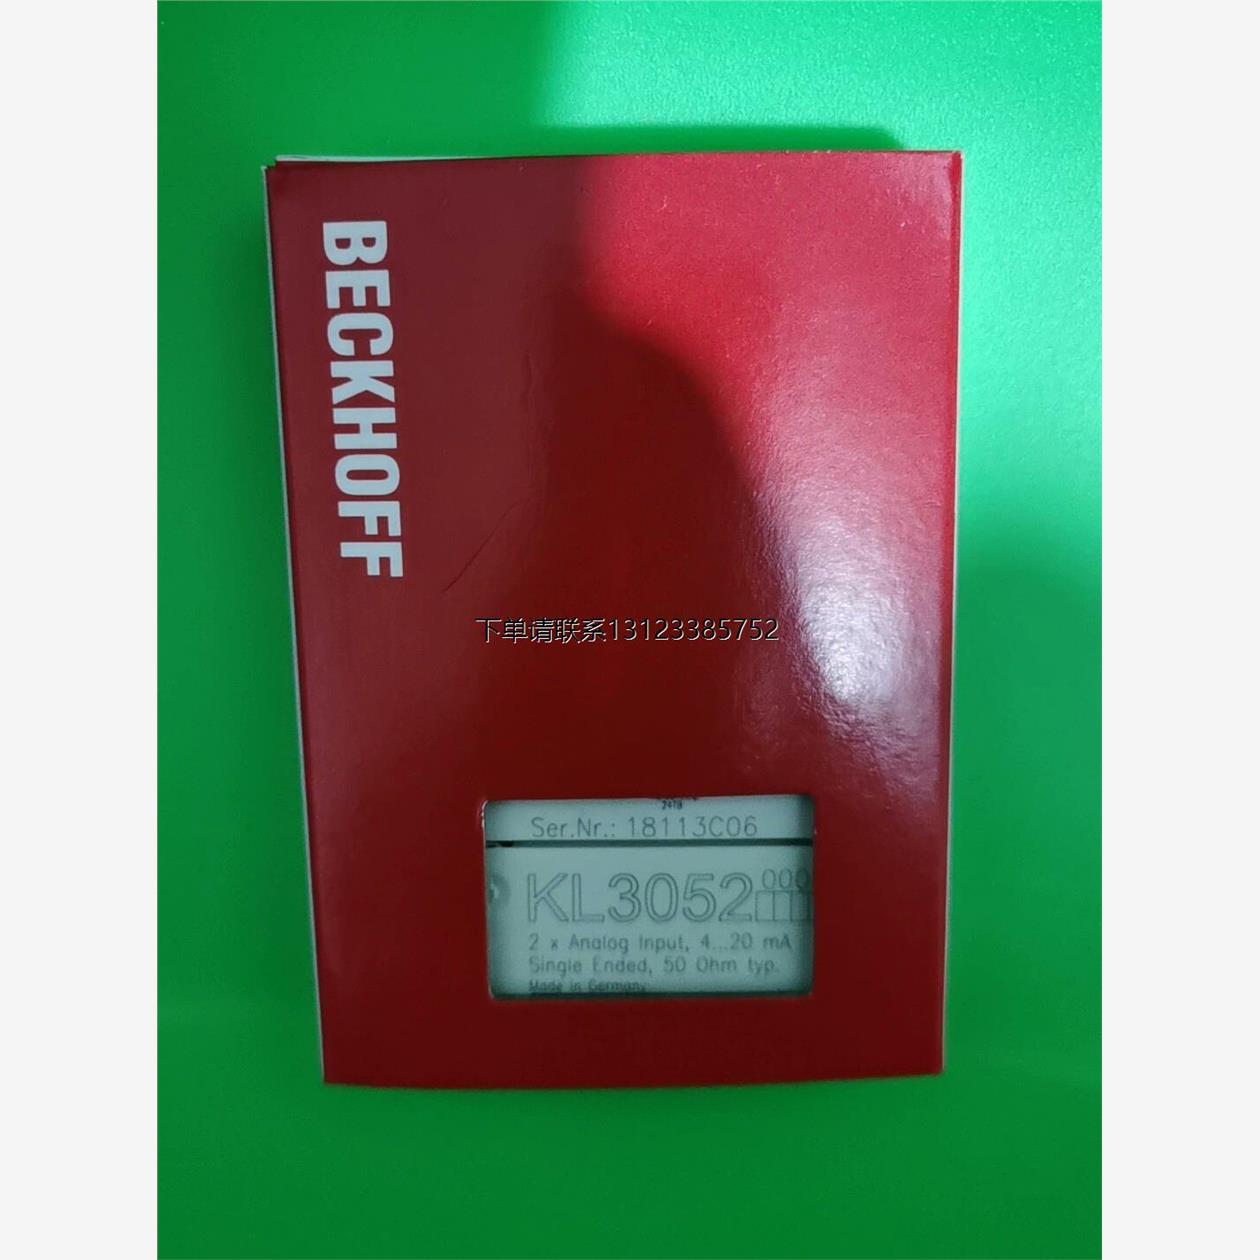 BECKHOFF
下单请联系13123385752
Ser.Nr.: 18113C06
KL3052
000
2 x Analog Input, 4...20 mA
Single Ended, 50 Ohm typ.
Made in Germany